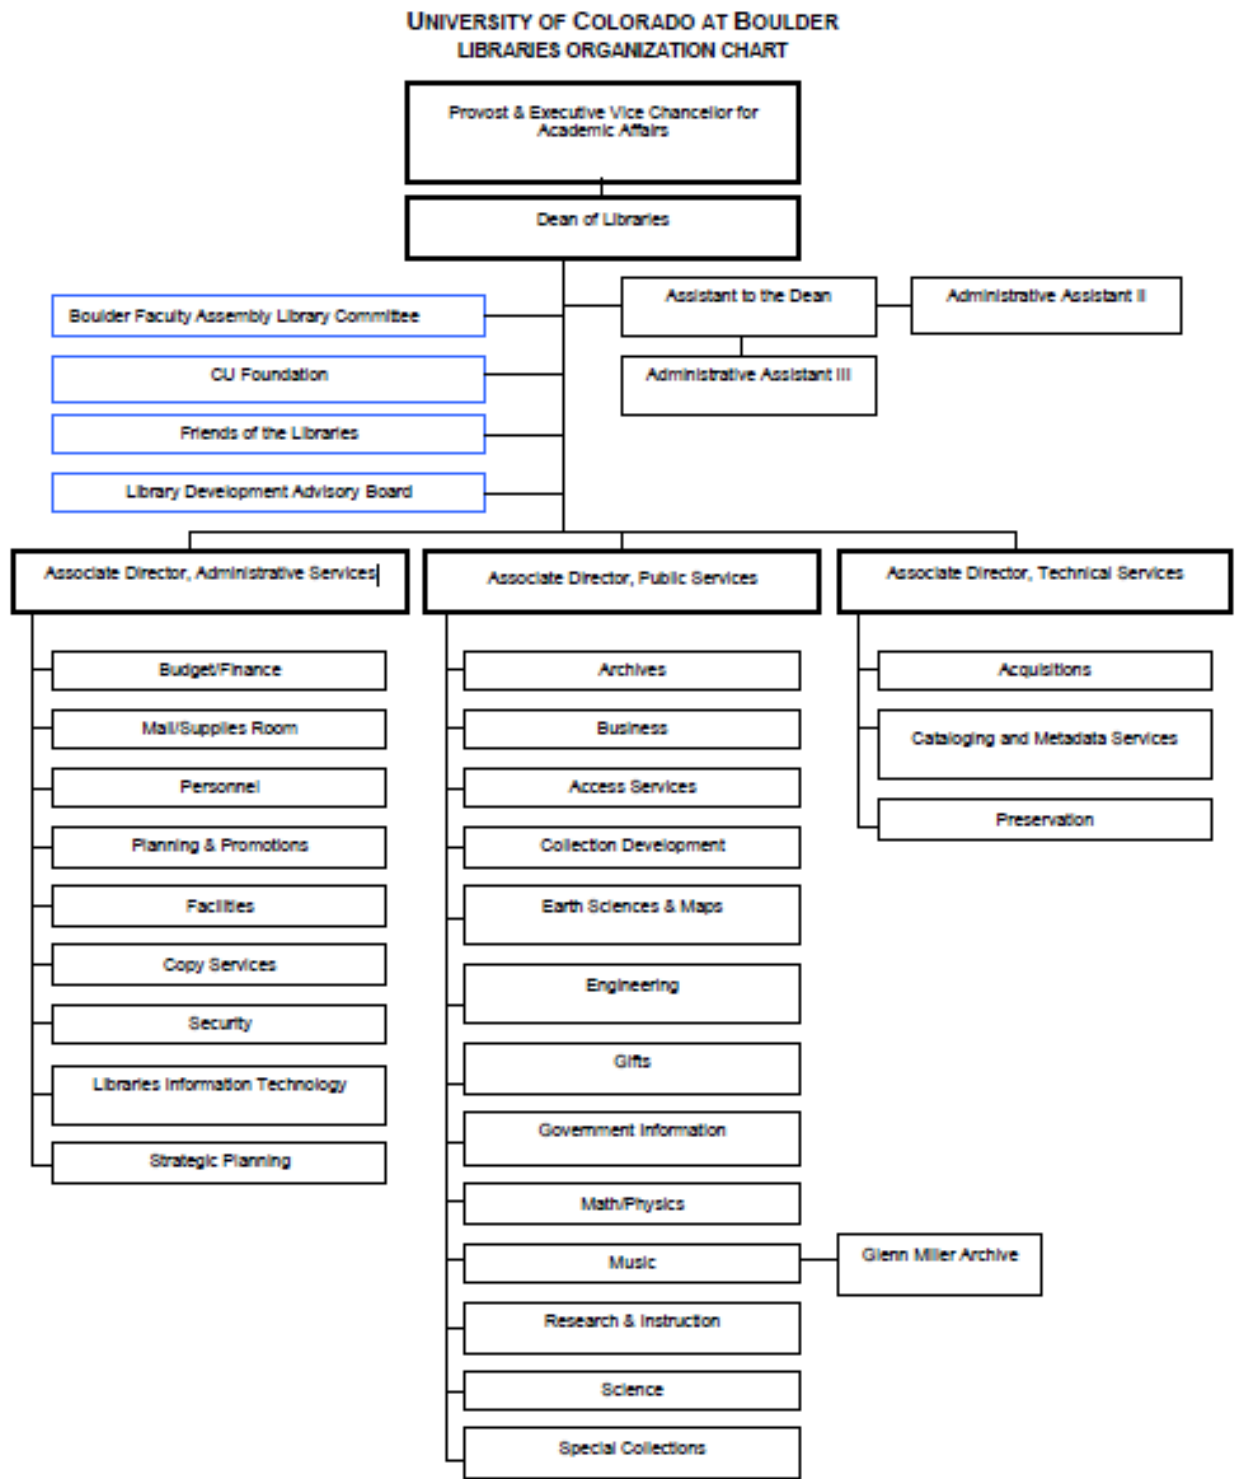 UNIVERSITY OF COLORADO AT BOULDER
LIBRARIES ORGANIZATION CHART
Provost & Executive Vice Chancellor for
Academic Affairs
Dean of Libraries
Assistant to the Dean
Administrative Assistant II
Boulder Faculty Assembly Library Committee
CU Foundation
Administrative Assistant III
Friends of the Libraries
Library Development Advisory Board
Associate Director, Administrative Services
Associate Director, Public Services
Associate Director, Technical Services
Budget/Finance
Mail/Supplies Room
Personnel
Planning & Promotions
Facilities
Copy Services
Security
Libraries Information Technology
Strategic Planning
Archives
Business
Access Services
Collection Development
Earth Sciences & Maps
Engineering
Gifts
Government Information
Math/Physics
Music
Glenn Miller Archive
Research & Instruction
Science
Special Collections
Acquisitions
Cataloging and Metadata Services
Preservation